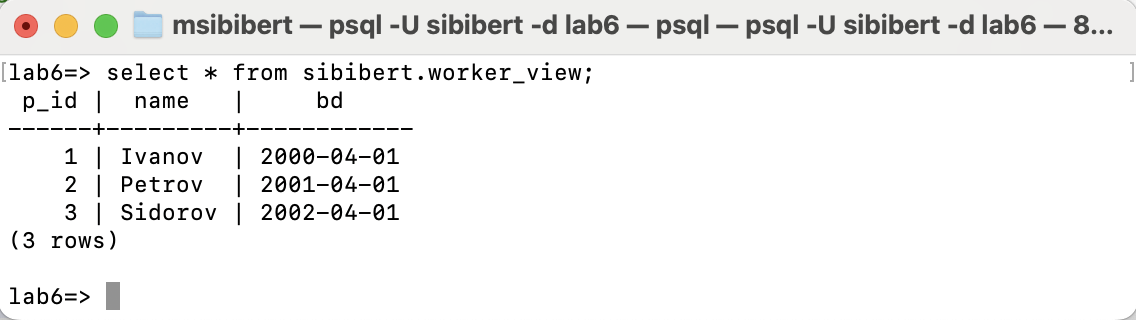 msibibert — psql -U sibibert -d lab6 — psql — psql -U sibibert -d lab6 — 8...
[lab6=> select * from sibibert.worker_view; ]
 p_id |  name   |     bd
------+---------+------------
    1 | Ivanov  | 2000-04-01
    2 | Petrov  | 2001-04-01
    3 | Sidorov | 2002-04-01
(3 rows)
lab6=>